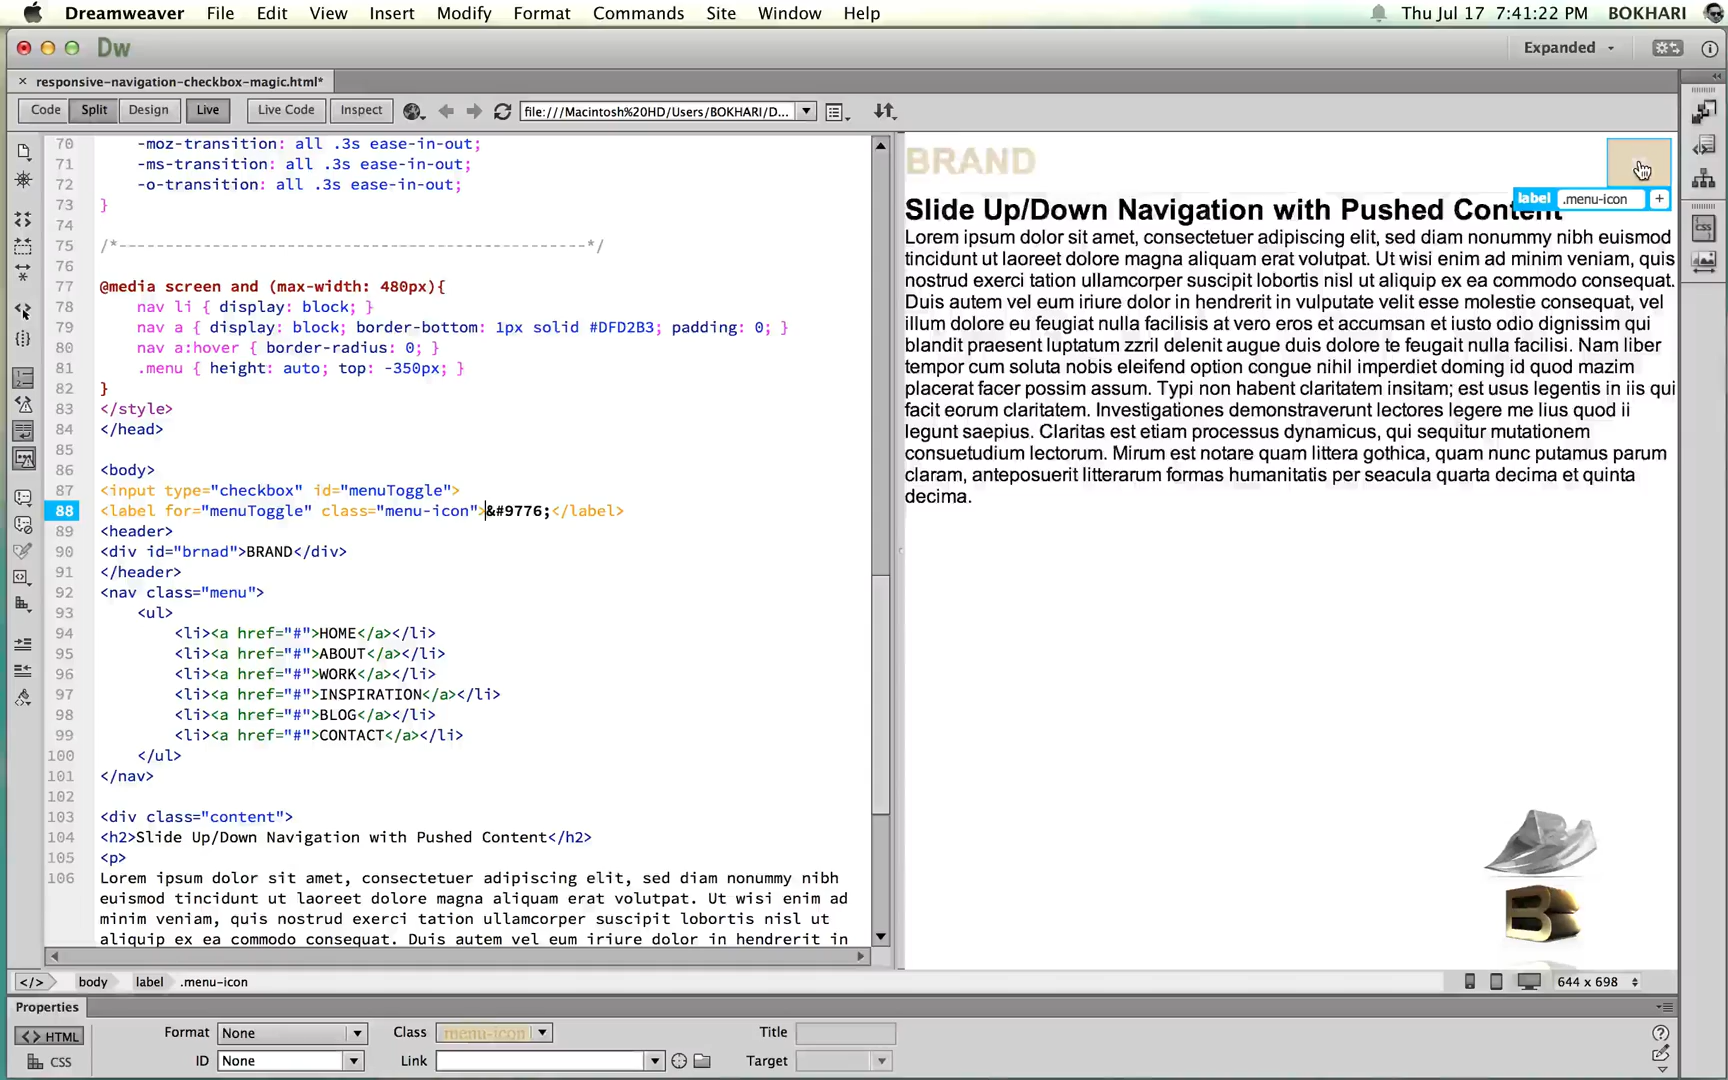 Dreamweaver File Edit View Insert Modify Format Commands Site Window Help Thu Jul 17 7:41:22 PM BOKHARI
Dw Expanded
responsive-navigation-checkbox-magic.html*
Code Split Design Live Live Code Inspect file:///Macintosh%20HD/Users/BOKHARI/D...
70 -moz-transition: all .3s ease-in-out;
71 -ms-transition: all .3s ease-in-out;
72 -o-transition: all .3s ease-in-out;
73 }
74
75 /*--------------------------------------------------*/
76
77 @media screen and (max-width: 480px){
78 nav li { display: block; }
79 nav a { display: block; border-bottom: 1px solid #DFD2B3; padding: 0; }
80 nav a:hover { border-radius: 0; }
81 .menu { height: auto; top: -350px; }
82 }
83 </style>
84 </head>
85
86 <body>
87 <input type="checkbox" id="menuToggle">
88 <label for="menuToggle" class="menu-icon">&#9776;</label>
89 <header>
90 <div id="brnad">BRAND</div>
91 </header>
92 <nav class="menu">
93 <ul>
94 <li><a href="#">HOME</a></li>
95 <li><a href="#">ABOUT</a></li>
96 <li><a href="#">WORK</a></li>
97 <li><a href="#">INSPIRATION</a></li>
98 <li><a href="#">BLOG</a></li>
99 <li><a href="#">CONTACT</a></li>
100 </ul>
101 </nav>
102
103 <div class="content">
104 <h2>Slide Up/Down Navigation with Pushed Content</h2>
105 <p>
106 Lorem ipsum dolor sit amet, consectetuer adipiscing elit, sed diam nonummy nibh
euismod tincidunt ut laoreet dolore magna aliquam erat volutpat. Ut wisi enim ad
minim veniam, quis nostrud exerci tation ullamcorper suscipit lobortis nisl ut
aliquip ex ea commodo consequat. Duis autem vel eum iriure dolor in hendrerit in
BRAND
label .menu-icon +
Slide Up/Down Navigation with Pushed Content
Lorem ipsum dolor sit amet, consectetuer adipiscing elit, sed diam nonummy nibh euismod
tincidunt ut laoreet dolore magna aliquam erat volutpat. Ut wisi enim ad minim veniam, quis
nostrud exerci tation ullamcorper suscipit lobortis nisl ut aliquip ex ea commodo consequat.
Duis autem vel eum iriure dolor in hendrerit in vulputate velit esse molestie consequat, vel
illum dolore eu feugiat nulla facilisis at vero eros et accumsan et iusto odio dignissim qui
blandit praesent luptatum zzril delenit augue duis dolore te feugait nulla facilisi. Nam liber
tempor cum soluta nobis eleifend option congue nihil imperdiet doming id quod mazim
placerat facer possim assum. Typi non habent claritatem insitam; est usus legentis in iis qui
facit eorum claritatem. Investigationes demonstraverunt lectores legere me lius quod ii
legunt saepius. Claritas est etiam processus dynamicus, qui sequitur mutationem
consuetudium lectorum. Mirum est notare quam littera gothica, quam nunc putamus parum
claram, anteposuerit litterarum formas humanitatis per seacula quarta decima et quinta
decima.
B
</> body label .menu-icon 644 x 698
Properties
<> HTML Format None Class menu-icon Title
CSS ID None Link Target